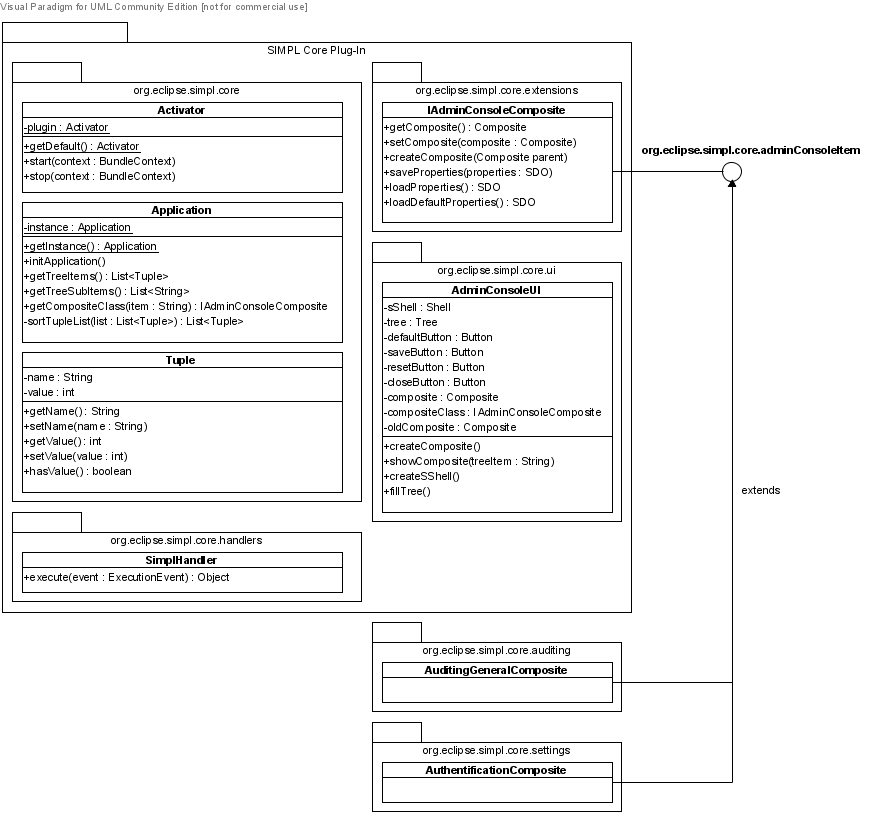 Visual Paradigm for UML Community Edition [not for commercial use]
SIMPL Core Plug-In
org.eclipse.simpl.core
Activator
-plugin : Activator
+getDefault() : Activator
+start(context : BundleContext)
+stop(context : BundleContext)
Application
-instance : Application
+getInstance() : Application
+initApplication()
+getTreeItems() : List<Tuple>
+getTreeSubItems() : List<String>
+getCompositeClass(item : String) : IAdminConsoleComposite
-sortTupleList(list : List<Tuple>) : List<Tuple>
Tuple
-name : String
-value : int
+getName() : String
+setName(name : String)
+getValue() : int
+setValue(value : int)
+hasValue() : boolean
org.eclipse.simpl.core.handlers
SimplHandler
+execute(event : ExecutionEvent) : Object
org.eclipse.simpl.core.extensions
IAdminConsoleComposite
+getComposite() : Composite
+setComposite(composite : Composite)
+createComposite(Composite parent)
+saveProperties(properties : SDO)
+loadProperties() : SDO
+loadDefaultProperties() : SDO
org.eclipse.simpl.core.adminConsoleItem
org.eclipse.simpl.core.ui
AdminConsoleUI
-sShell : Shell
-tree : Tree
-defaultButton : Button
-saveButton : Button
-resetButton : Button
-closeButton : Button
-composite : Composite
-compositeClass : IAdminConsoleComposite
-oldComposite : Composite
+createComposite()
+showComposite(treeItem : String)
+createSShell()
+fillTree()
extends
org.eclipse.simpl.core.auditing
AuditingGeneralComposite
org.eclipse.simpl.core.settings
AuthentificationComposite